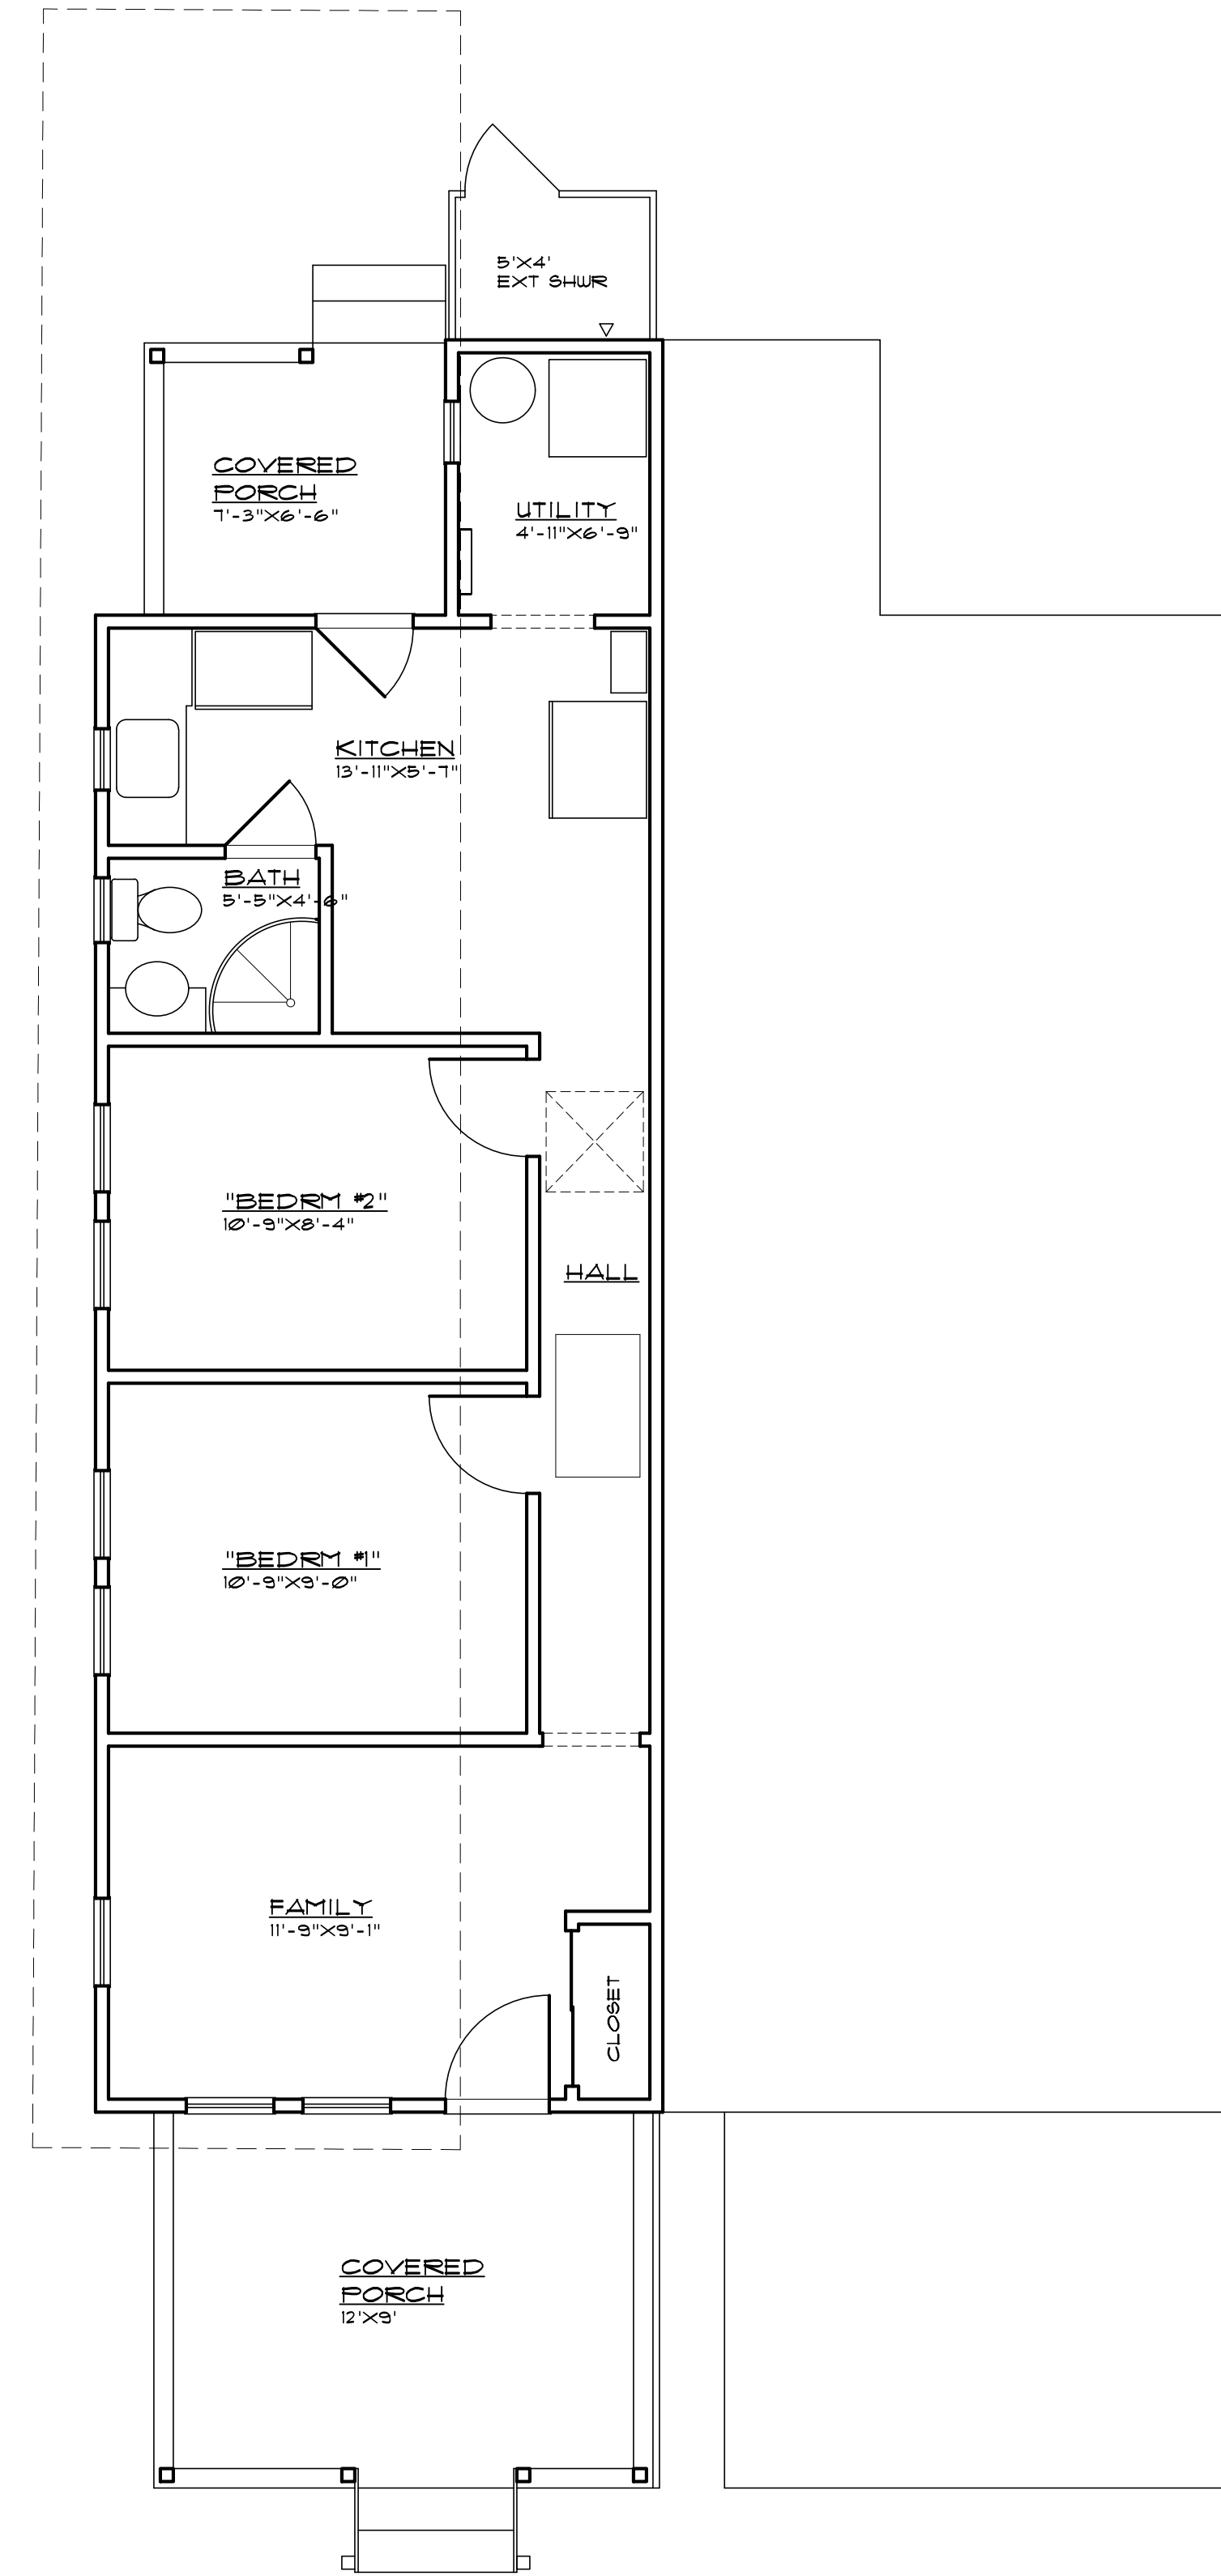 5'X4'
EXT SHWR
COVERED
PORCH
7'-3"X6'-6"
UTILITY
4'-11"X6'-9"
KITCHEN
13'-11"X5'-7"
BATH
5'-5"X4'-6"
"BEDRM #2"
10'-9"X8'-4"
HALL
"BEDRM #1"
10'-9"X9'-0"
FAMILY
11'-9"X9'-1"
CLOSET
COVERED
PORCH
12'X9'